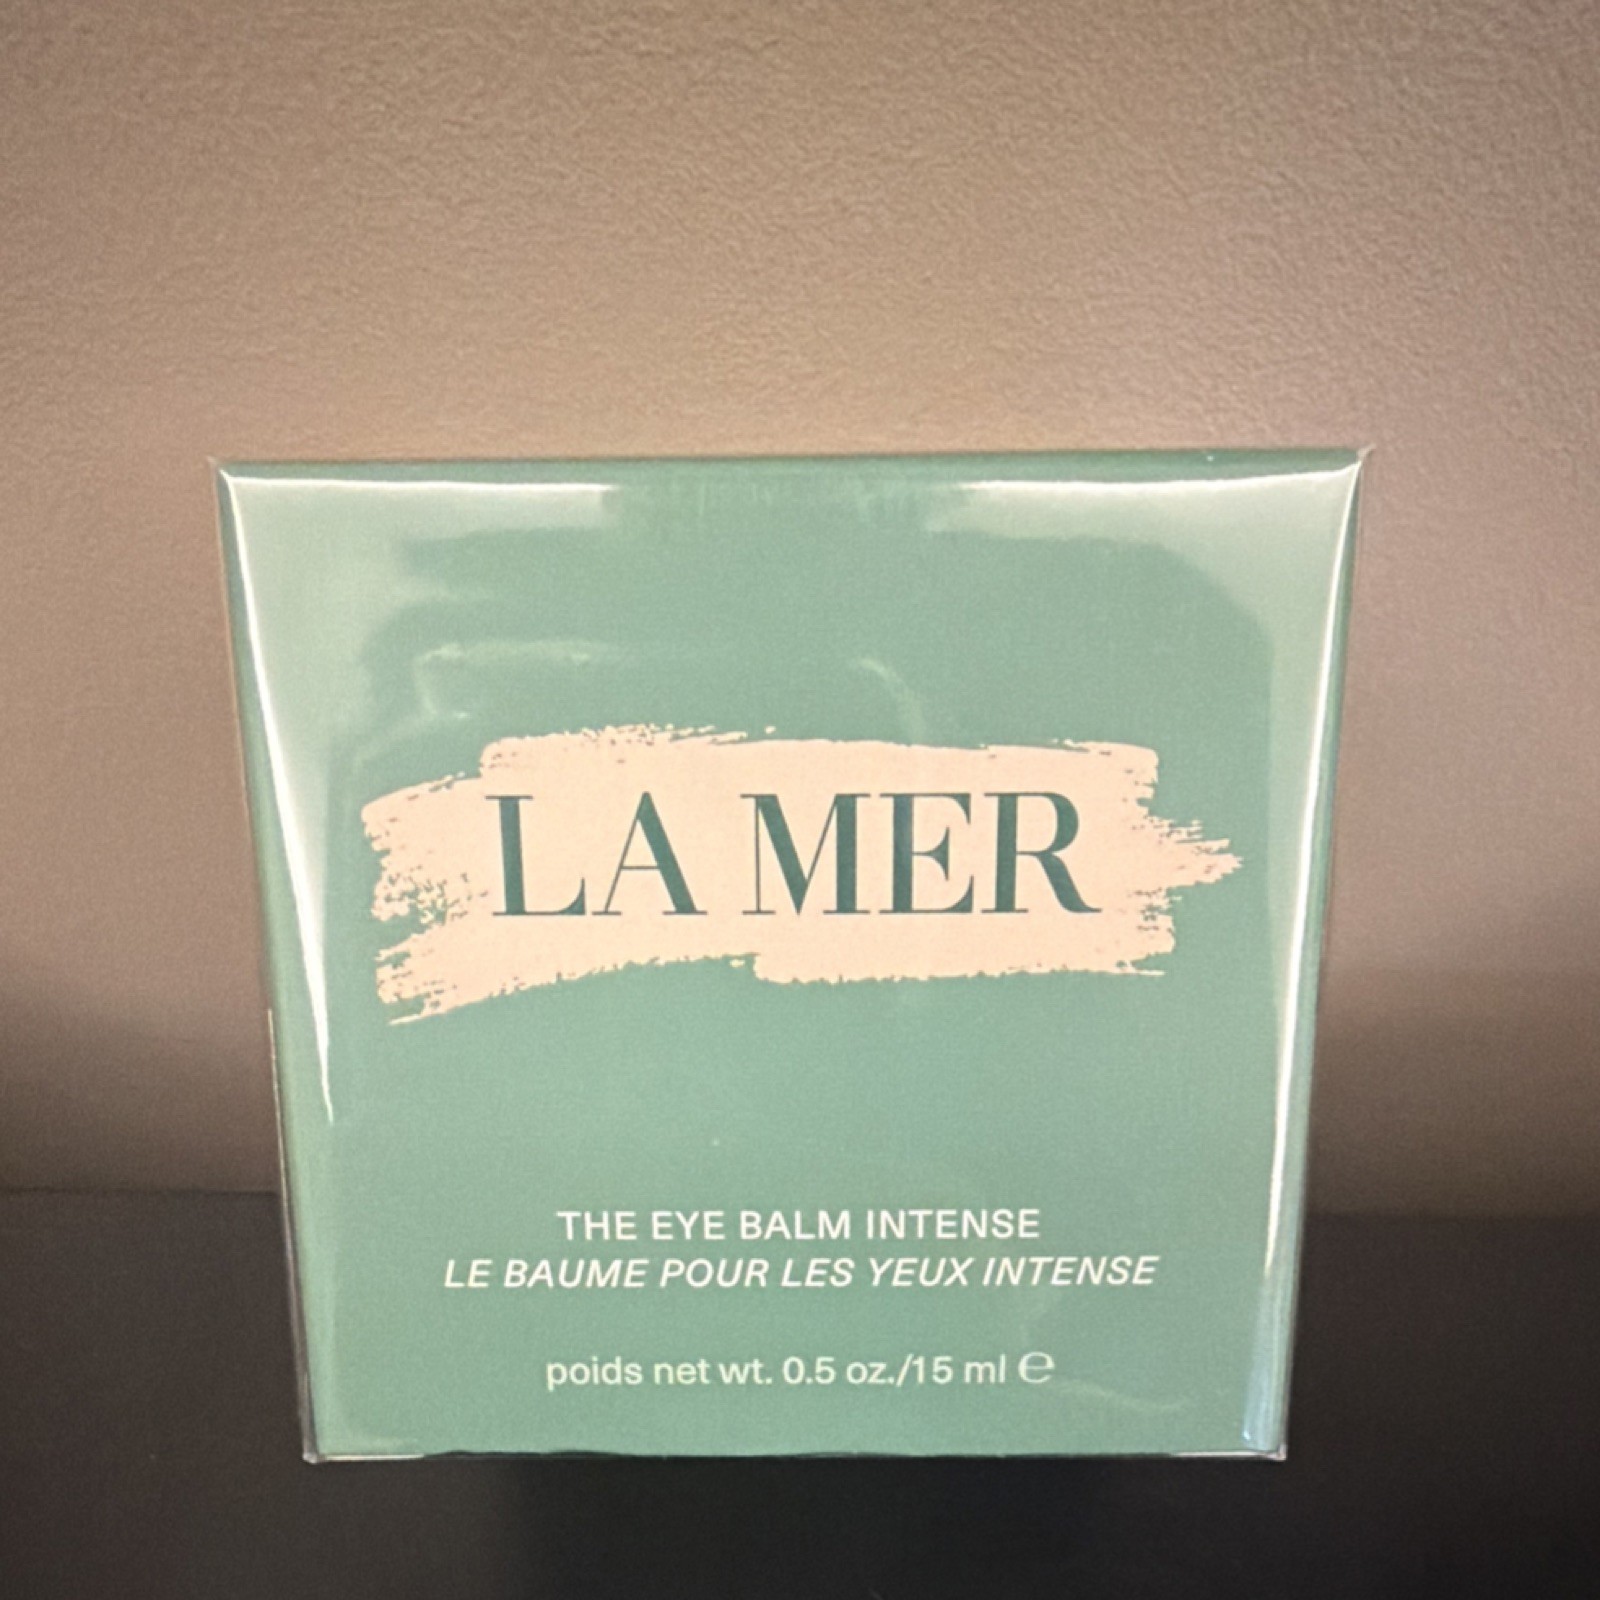 LA MER
THE EYE BALM INTENSE
LE BAUME POUR LES YEUX INTENSE
poids net wt. 0.5 oz./15 ml ℮